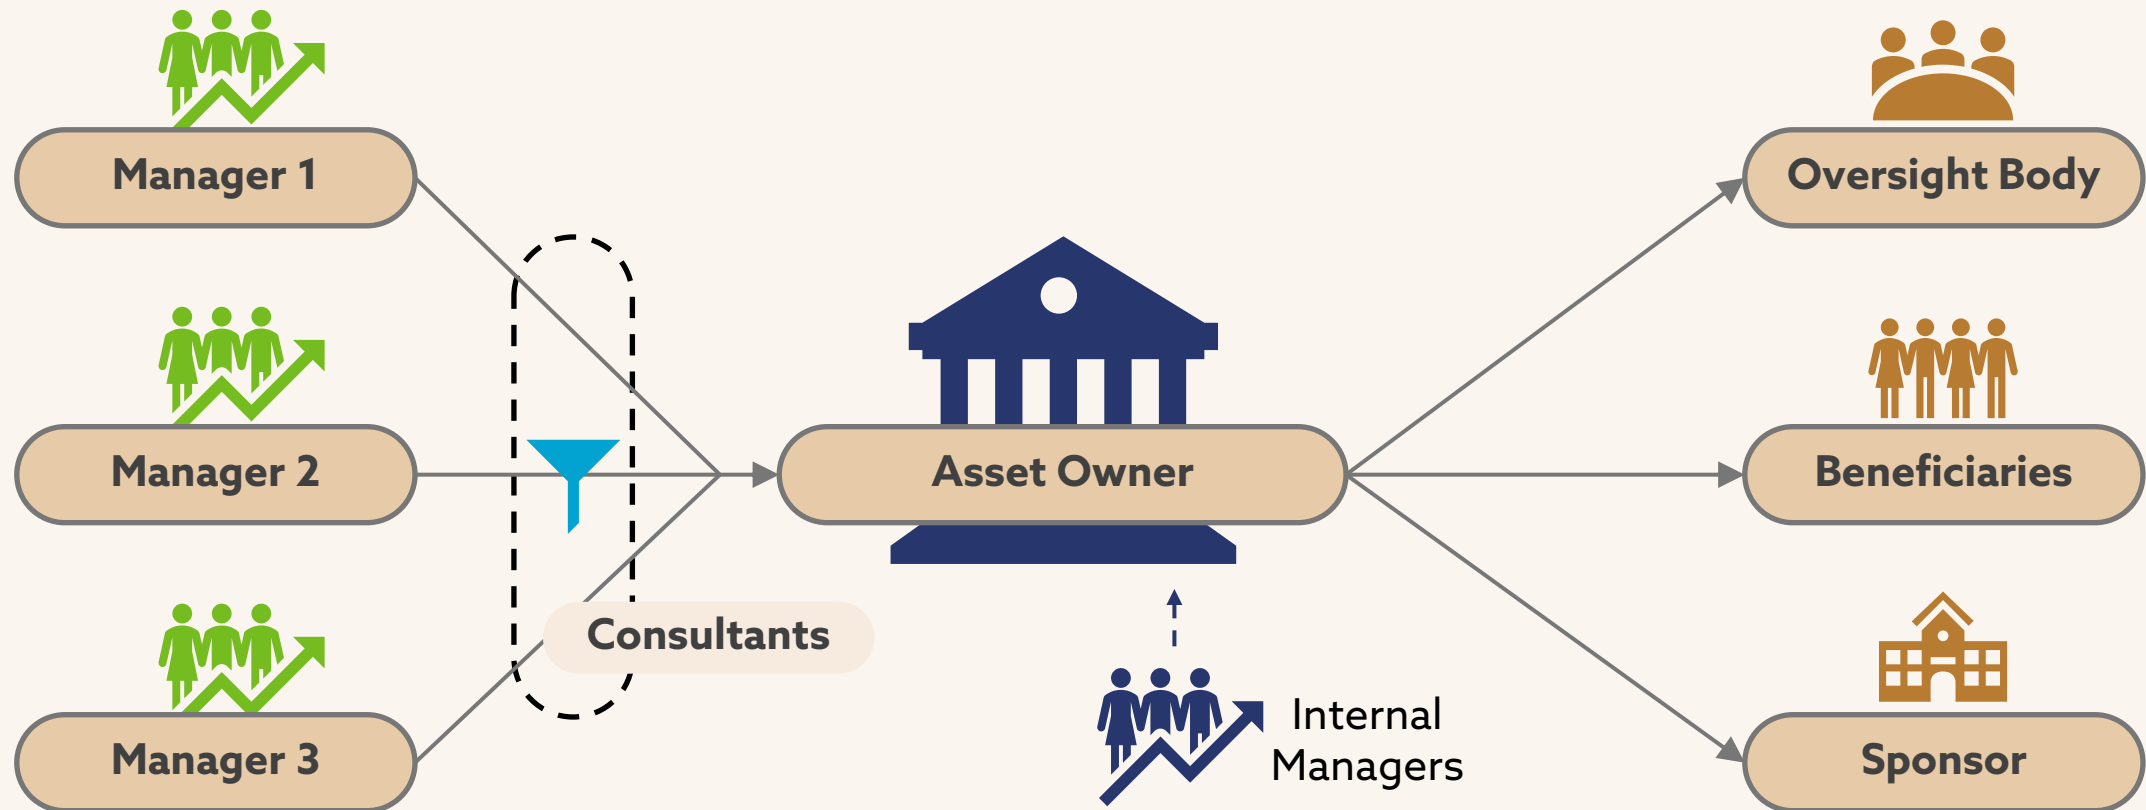 Manager 1
Oversight Body
Manager 2
Asset Owner
Beneficiaries
Consultants
Internal
Managers
Manager 3
Sponsor